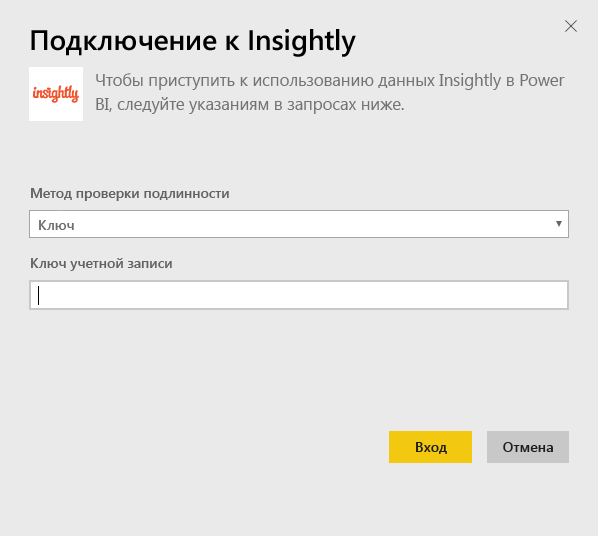 Подключение к Insightly
insightly
Чтобы приступить к использованию данных Insightly в Power
BI, следуйте указаниям в запросах ниже.
Метод проверки подлинности
Ключ
Ключ учетной записи
Вход
Отмена